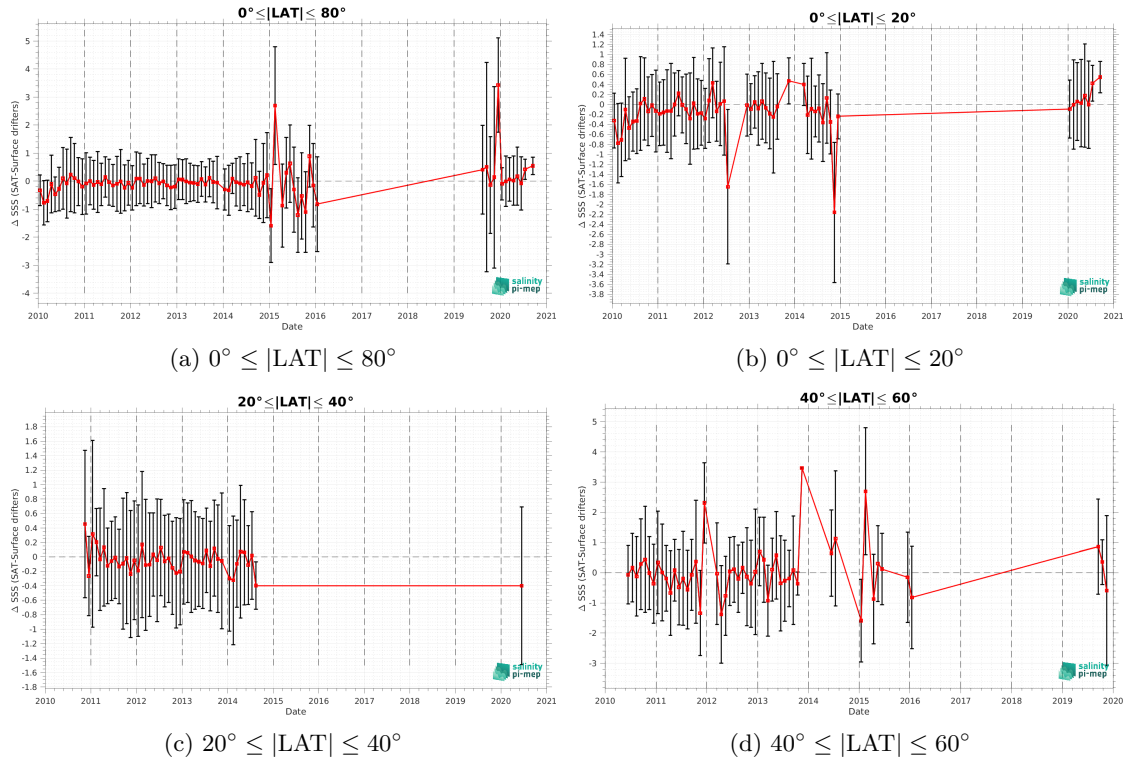 0°≤|LAT|≤ 80°
5
4
3
2
1
0
-1
-2
-3
-4
Δ SSS (SAT-Surface drifters)
2010 2011 2012 2013 2014 2015 2016 2017 2018 2019 2020 2021
Date
salinity
pi-mep
(a) 0° ≤ |LAT| ≤ 80°
0°≤|LAT|≤ 20°
1.4
1.2
1
0.8
0.6
0.4
0.2
0
-0.2
-0.4
-0.6
-0.8
-1
-1.2
-1.4
-1.6
-1.8
-2
-2.2
-2.4
-2.6
-2.8
-3
-3.2
-3.4
-3.6
-3.8
Δ SSS (SAT-Surface drifters)
2010 2011 2012 2013 2014 2015 2016 2017 2018 2019 2020 2021
Date
salinity
pi-mep
(b) 0° ≤ |LAT| ≤ 20°
20°≤|LAT|≤ 40°
1.8
1.6
1.4
1.2
1
0.8
0.6
0.4
0.2
0
-0.2
-0.4
-0.6
-0.8
-1
-1.2
-1.4
-1.6
-1.8
Δ SSS (SAT-Surface drifters)
2010 2011 2012 2013 2014 2015 2016 2017 2018 2019 2020 2021
Date
salinity
pi-mep
(c) 20° ≤ |LAT| ≤ 40°
40°≤|LAT|≤ 60°
5
4
3
2
1
0
-1
-2
-3
Δ SSS (SAT-Surface drifters)
2010 2011 2012 2013 2014 2015 2016 2017 2018 2019 2020
Date
salinity
pi-mep
(d) 40° ≤ |LAT| ≤ 60°